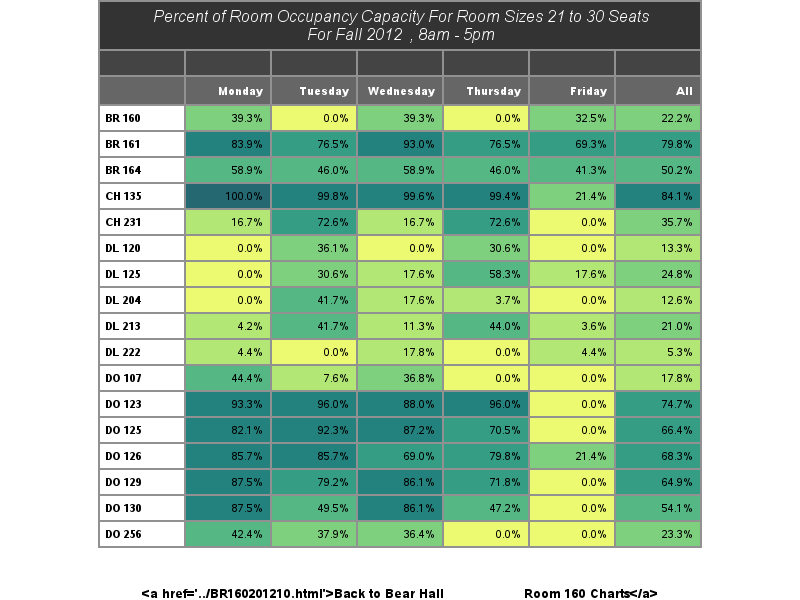 Percent of Room Occupancy Capacity For Room Sizes 21 to 30 Seats
For Fall 2012 , 8am - 5pm
Monday Tuesday Wednesday Thursday Friday All
BR 160 39.3% 0.0% 39.3% 0.0% 32.5% 22.2%
BR 161 83.9% 76.5% 93.0% 76.5% 69.3% 79.8%
BR 164 58.9% 46.0% 58.9% 46.0% 41.3% 50.2%
CH 135 100.0% 99.8% 99.6% 99.4% 21.4% 84.1%
CH 231 16.7% 72.6% 16.7% 72.6% 0.0% 35.7%
DL 120 0.0% 36.1% 0.0% 30.6% 0.0% 13.3%
DL 125 0.0% 30.6% 17.6% 58.3% 17.6% 24.8%
DL 204 0.0% 41.7% 17.6% 3.7% 0.0% 12.6%
DL 213 4.2% 41.7% 11.3% 44.0% 3.6% 21.0%
DL 222 4.4% 0.0% 17.8% 0.0% 4.4% 5.3%
DO 107 44.4% 7.6% 36.8% 0.0% 0.0% 17.8%
DO 123 93.3% 96.0% 88.0% 96.0% 0.0% 74.7%
DO 125 82.1% 92.3% 87.2% 70.5% 0.0% 66.4%
DO 126 85.7% 85.7% 69.0% 79.8% 21.4% 68.3%
DO 129 87.5% 79.2% 86.1% 71.8% 0.0% 64.9%
DO 130 87.5% 49.5% 86.1% 47.2% 0.0% 54.1%
DO 256 42.4% 37.9% 36.4% 0.0% 0.0% 23.3%
<a href='../BR160201210.html'>Back to Bear Hall Room 160 Charts</a>